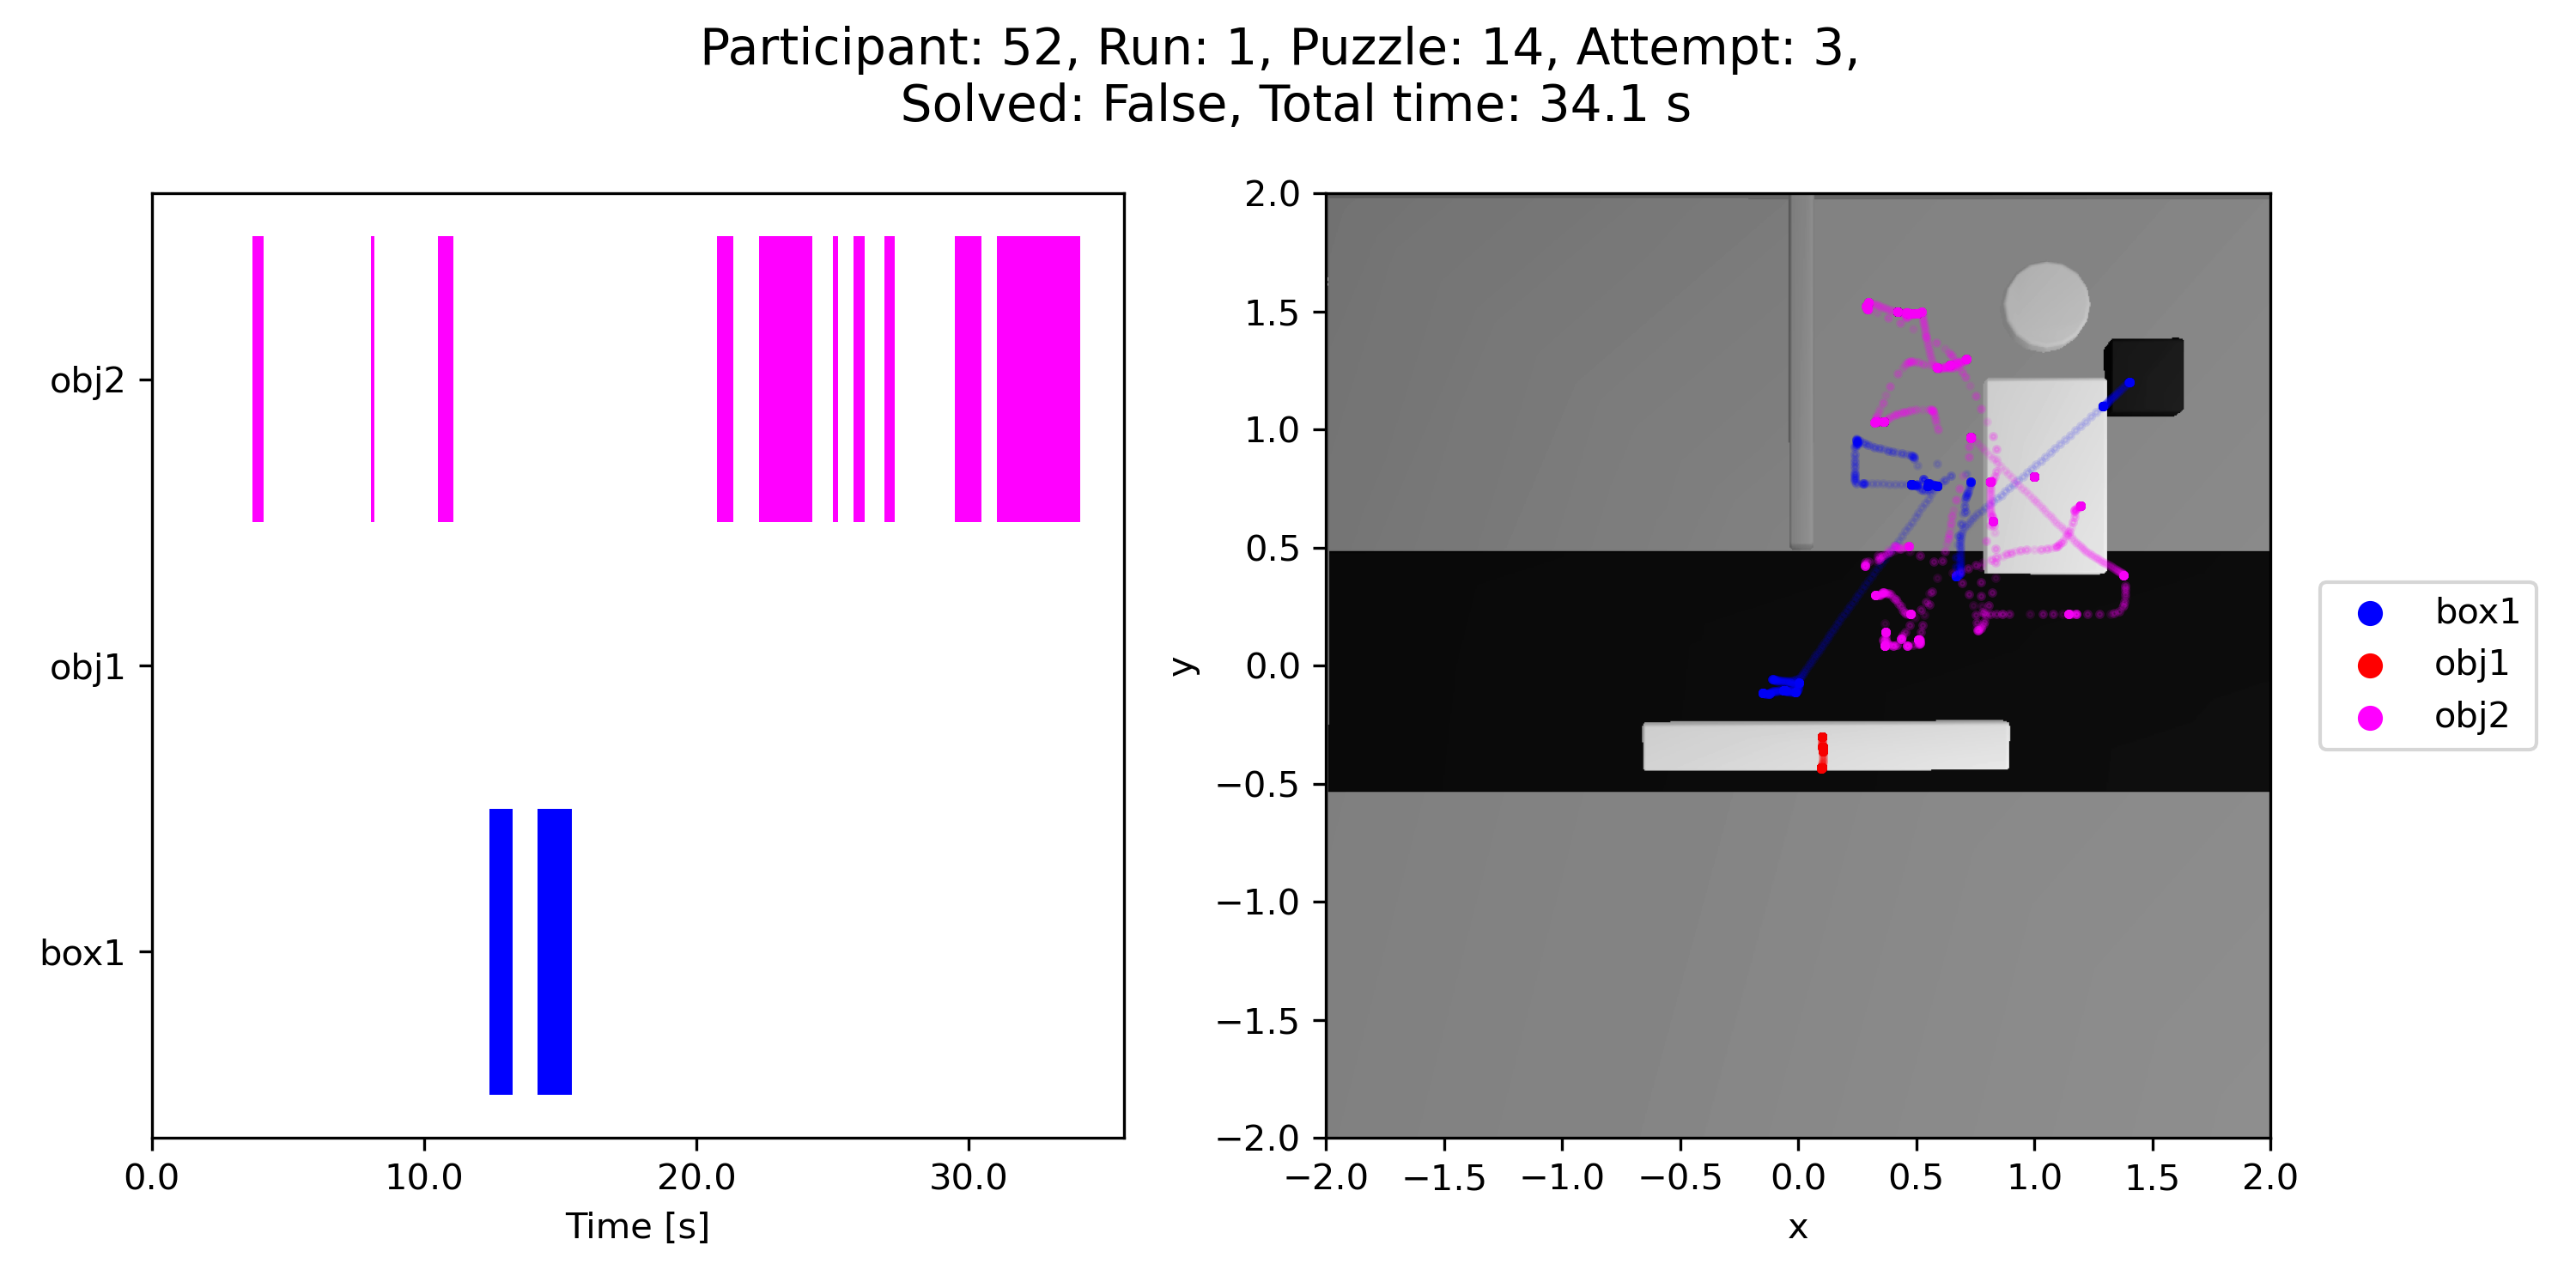 Participant: 52, Run: 1, Puzzle: 14, Attempt: 3,
Solved: False, Total time: 34.1 s
obj2
obj1
box1
0.0 10.0 20.0 30.0
Time [s]
2.0
1.5
1.0
0.5
0.0
−0.5
−1.0
−1.5
−2.0
y
−2.0 −1.5 −1.0 −0.5 0.0 0.5 1.0 1.5 2.0
x
box1
obj1
obj2